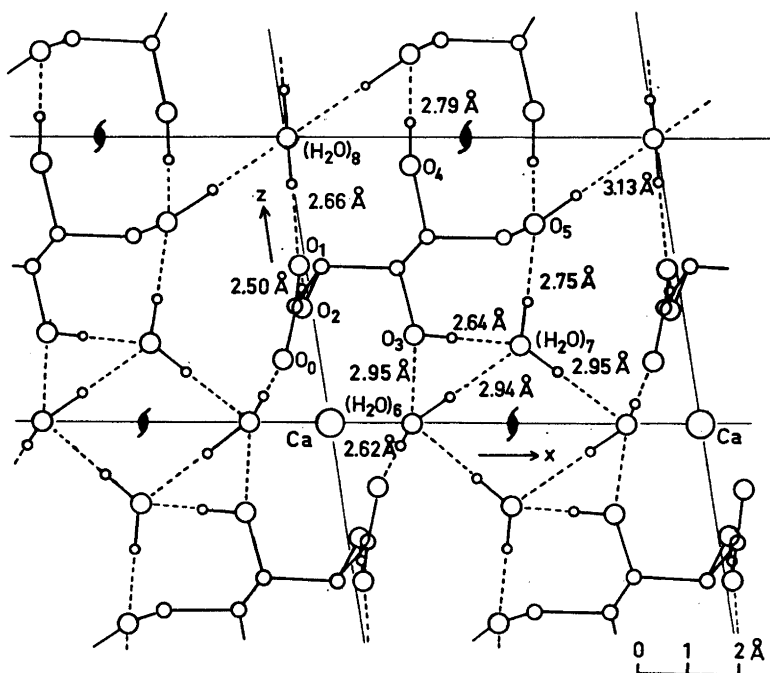 2.79 Å
(H₂O)₈
O₄
z
2.66 Å
3.13 Å
O₁
O₅
2.50 Å
O₂
2.75 Å
O₃
2.64 Å
(H₂O)₇
O₀
2.95 Å
2.94 Å
2.95 Å
(H₂O)₆
Ca
2.62 Å
x
Ca
0 1 2 Å